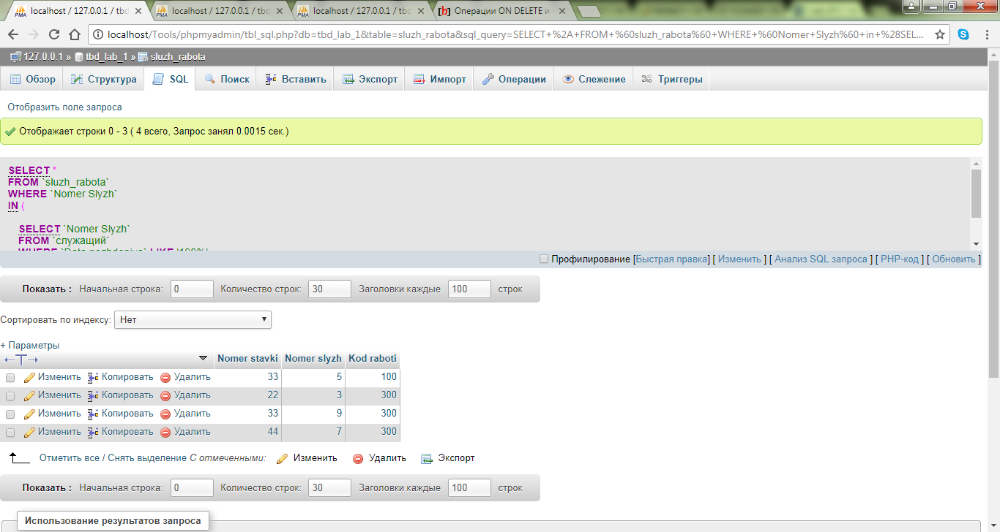 localhost / 127.0.0.1 / tbd
localhost / 127.0.0.1 / tbd
localhost / 127.0.0.1 / tbd
[b] Операции ON DELETE и
localhost/Tools/phpmyadmin/tbl_sql.php?db=tbd_lab_1&table=sluzh_rabota&sql_query=SELECT+%2A+FROM+%60sluzh_rabota%60+WHERE+%60Nomer+Slyzh%60+in+%28SEL...
127.0.0.1 » tbd_lab_1 » sluzh_rabota
Обзор Структура SQL Поиск Вставить Экспорт Импорт Операции Слежение Триггеры
Отобразить поле запроса
Отображает строки 0 - 3 ( 4 всего, Запрос занял 0.0015 сек.)
SELECT *
FROM `sluzh_rabota`
WHERE `Nomer Slyzh`
IN (
SELECT `Nomer Slyzh`
FROM `служащий`
Профилирование [Быстрая правка] [ Изменить ] [ Анализ SQL запроса ] [ PHP-код ] [ Обновить ]
Показать : Начальная строка: 0 Количество строк: 30 Заголовки каждые 100 строк
Сортировать по индексу: Нет
+ Параметры
←T→ Nomer stavki Nomer slyzh Kod raboti
Изменить Копировать Удалить 33 5 100
Изменить Копировать Удалить 22 3 300
Изменить Копировать Удалить 33 9 300
Изменить Копировать Удалить 44 7 300
Отметить все / Снять выделение С отмеченными: Изменить Удалить Экспорт
Показать : Начальная строка: 0 Количество строк: 30 Заголовки каждые 100 строк
Использование результатов запроса